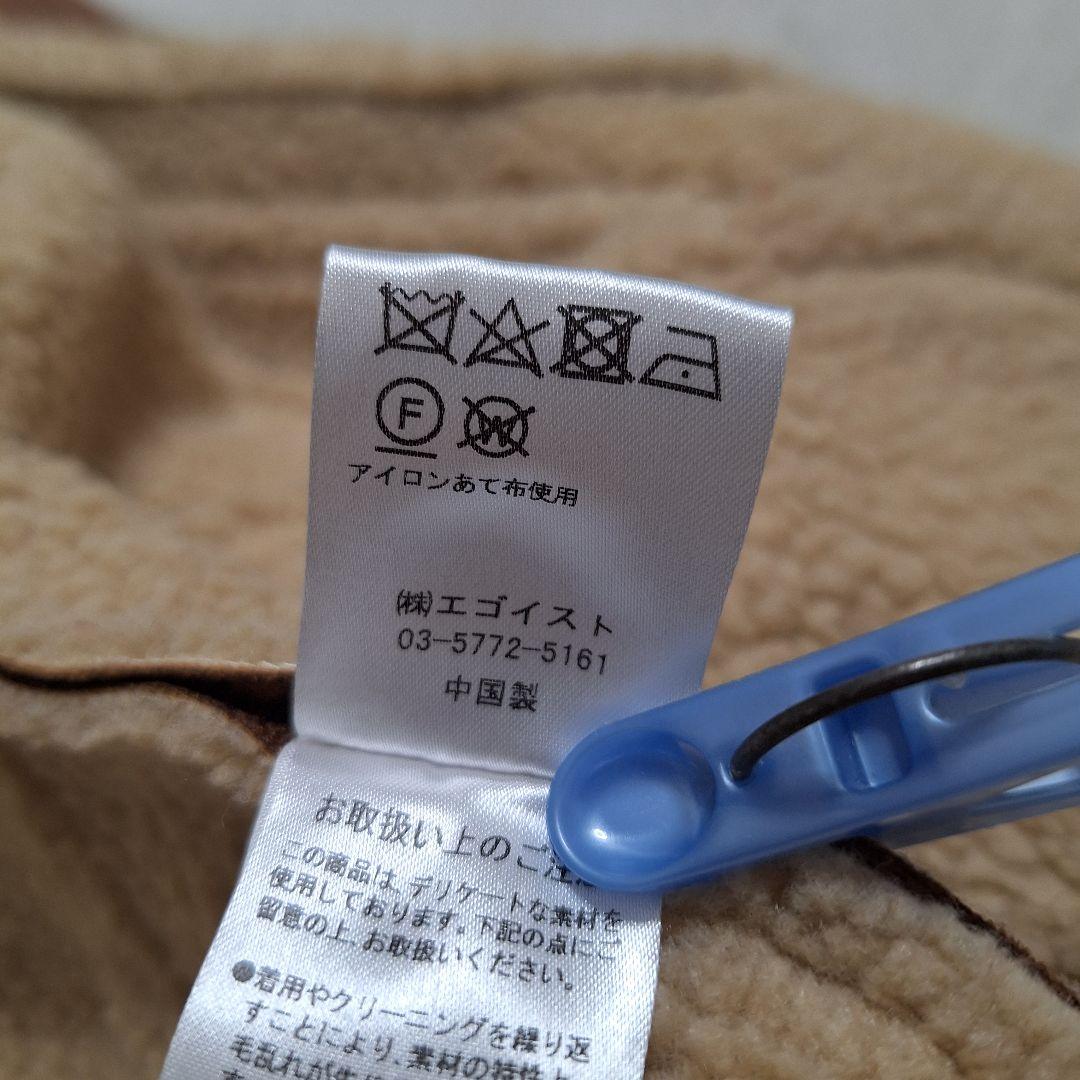 F W
アイロンあて布使用
㈱エゴイスト
03-5772-5161
中国製
お取扱い上のご注
この商品は、デリケートな素材を
使用しております。下記の点にご
留意の上、お取扱いください。
●着用やクリーニングを繰り返
すことにより、素材の特性上
毛乱れが